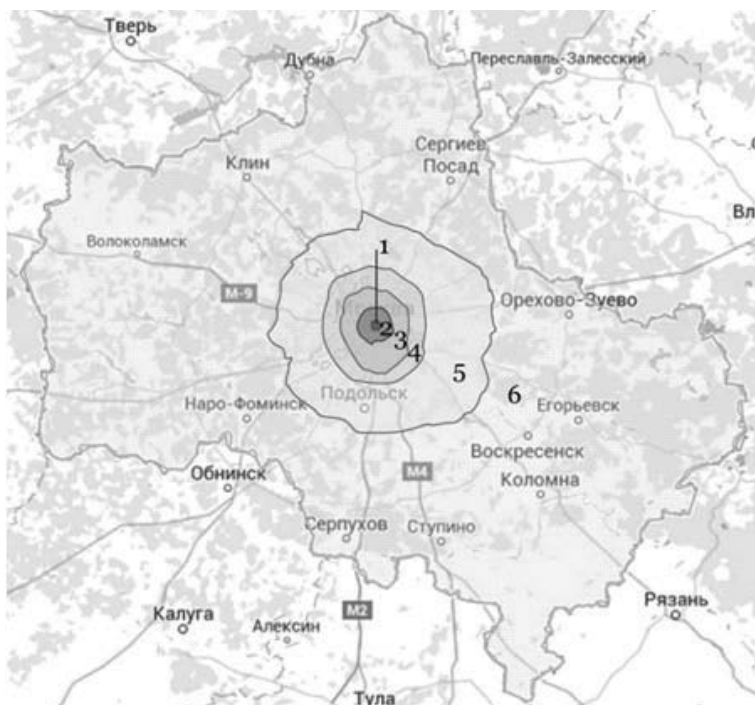 Тверь
Дубна
Переславль-Залесский
Сергиев
Посад
Клин
Вл
1
Волоколамск
М-9
Орехово-Зуево
2
3
4
5
6
Подольск
Наро-Фоминск
Егорьевск
Воскресенск
М4
Обнинск
Коломна
Серпухов
Ступино
М2
Рязань
Калуга
Алексин
Тула